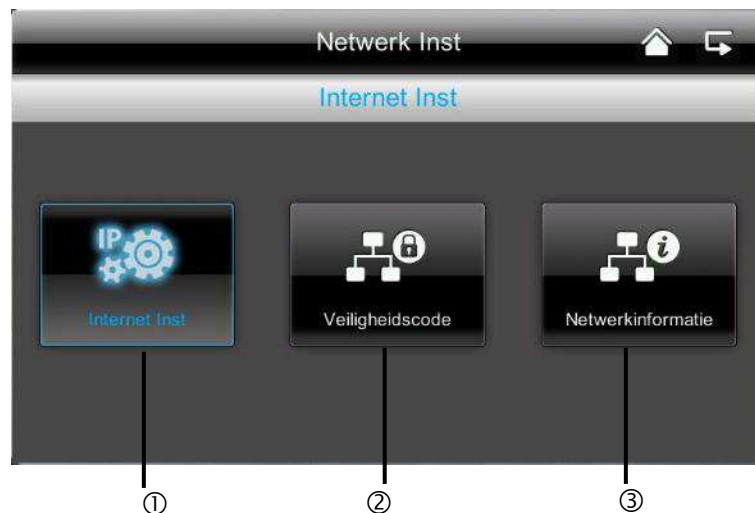 Netwerk Inst
Internet Inst
IP
Internet Inst
Veiligheidscode
i
Netwerkinformatie
① ② ③